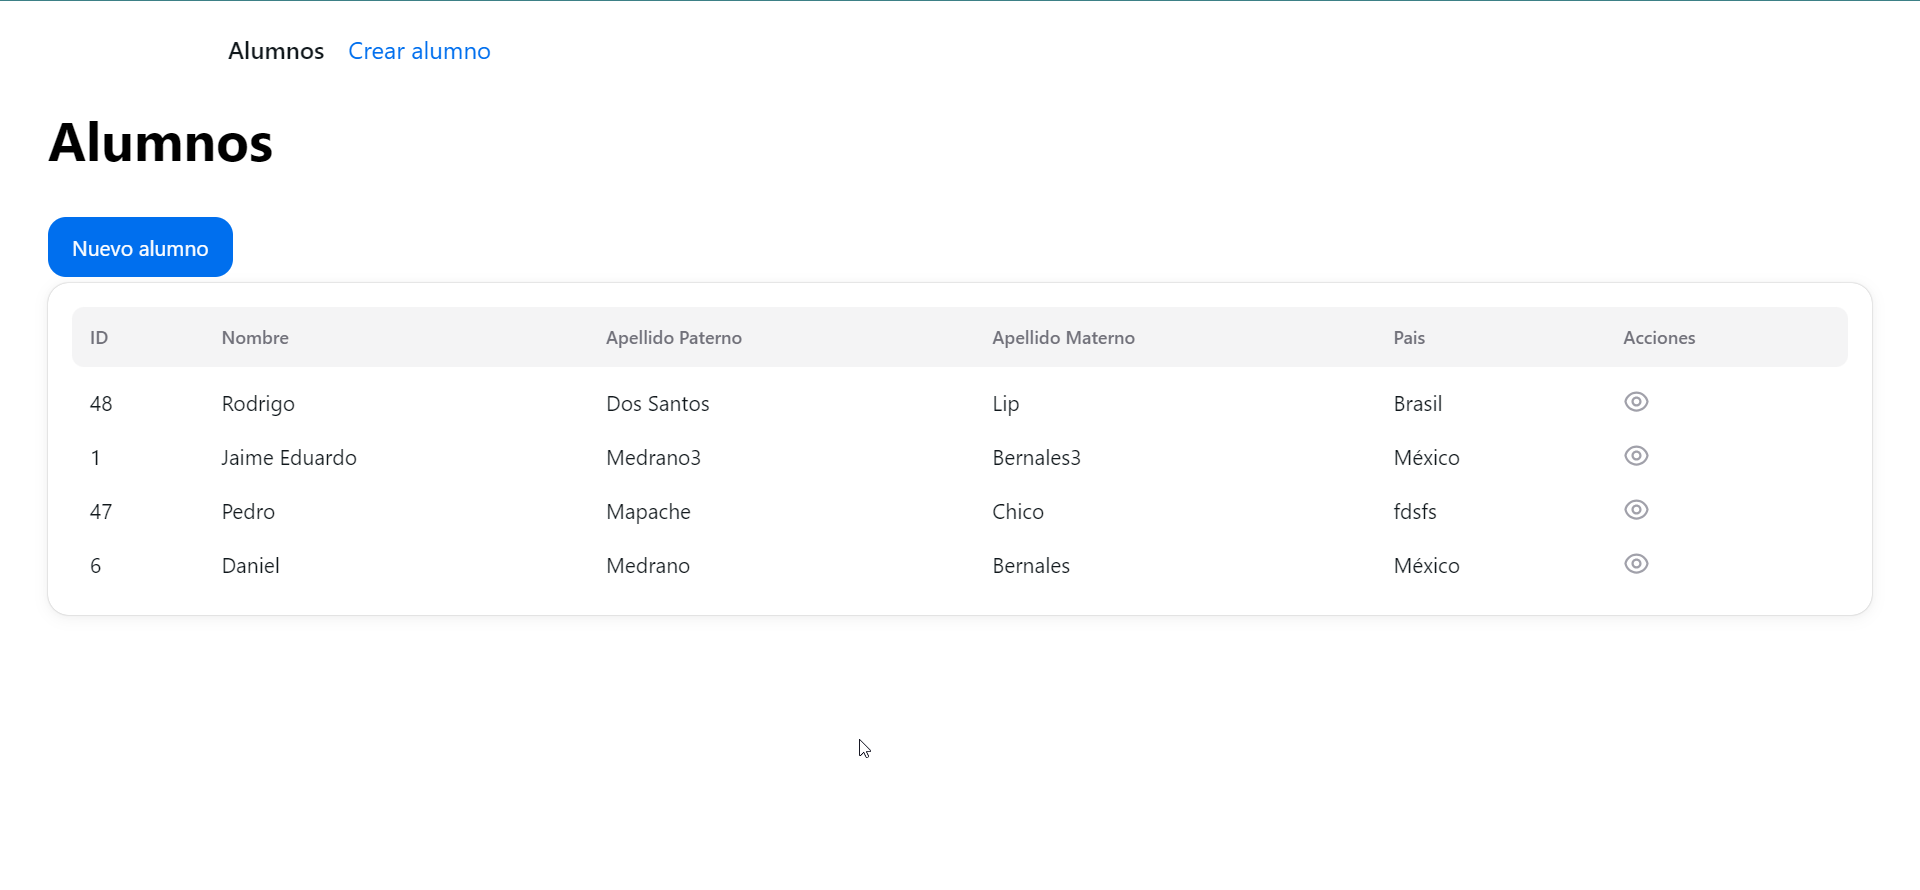 Alumnos Crear alumno
Alumnos
Nuevo alumno
ID Nombre Apellido Paterno Apellido Materno Pais Acciones
48 Rodrigo Dos Santos Lip Brasil
1 Jaime Eduardo Medrano3 Bernales3 México
47 Pedro Mapache Chico fdsfs
6 Daniel Medrano Bernales México